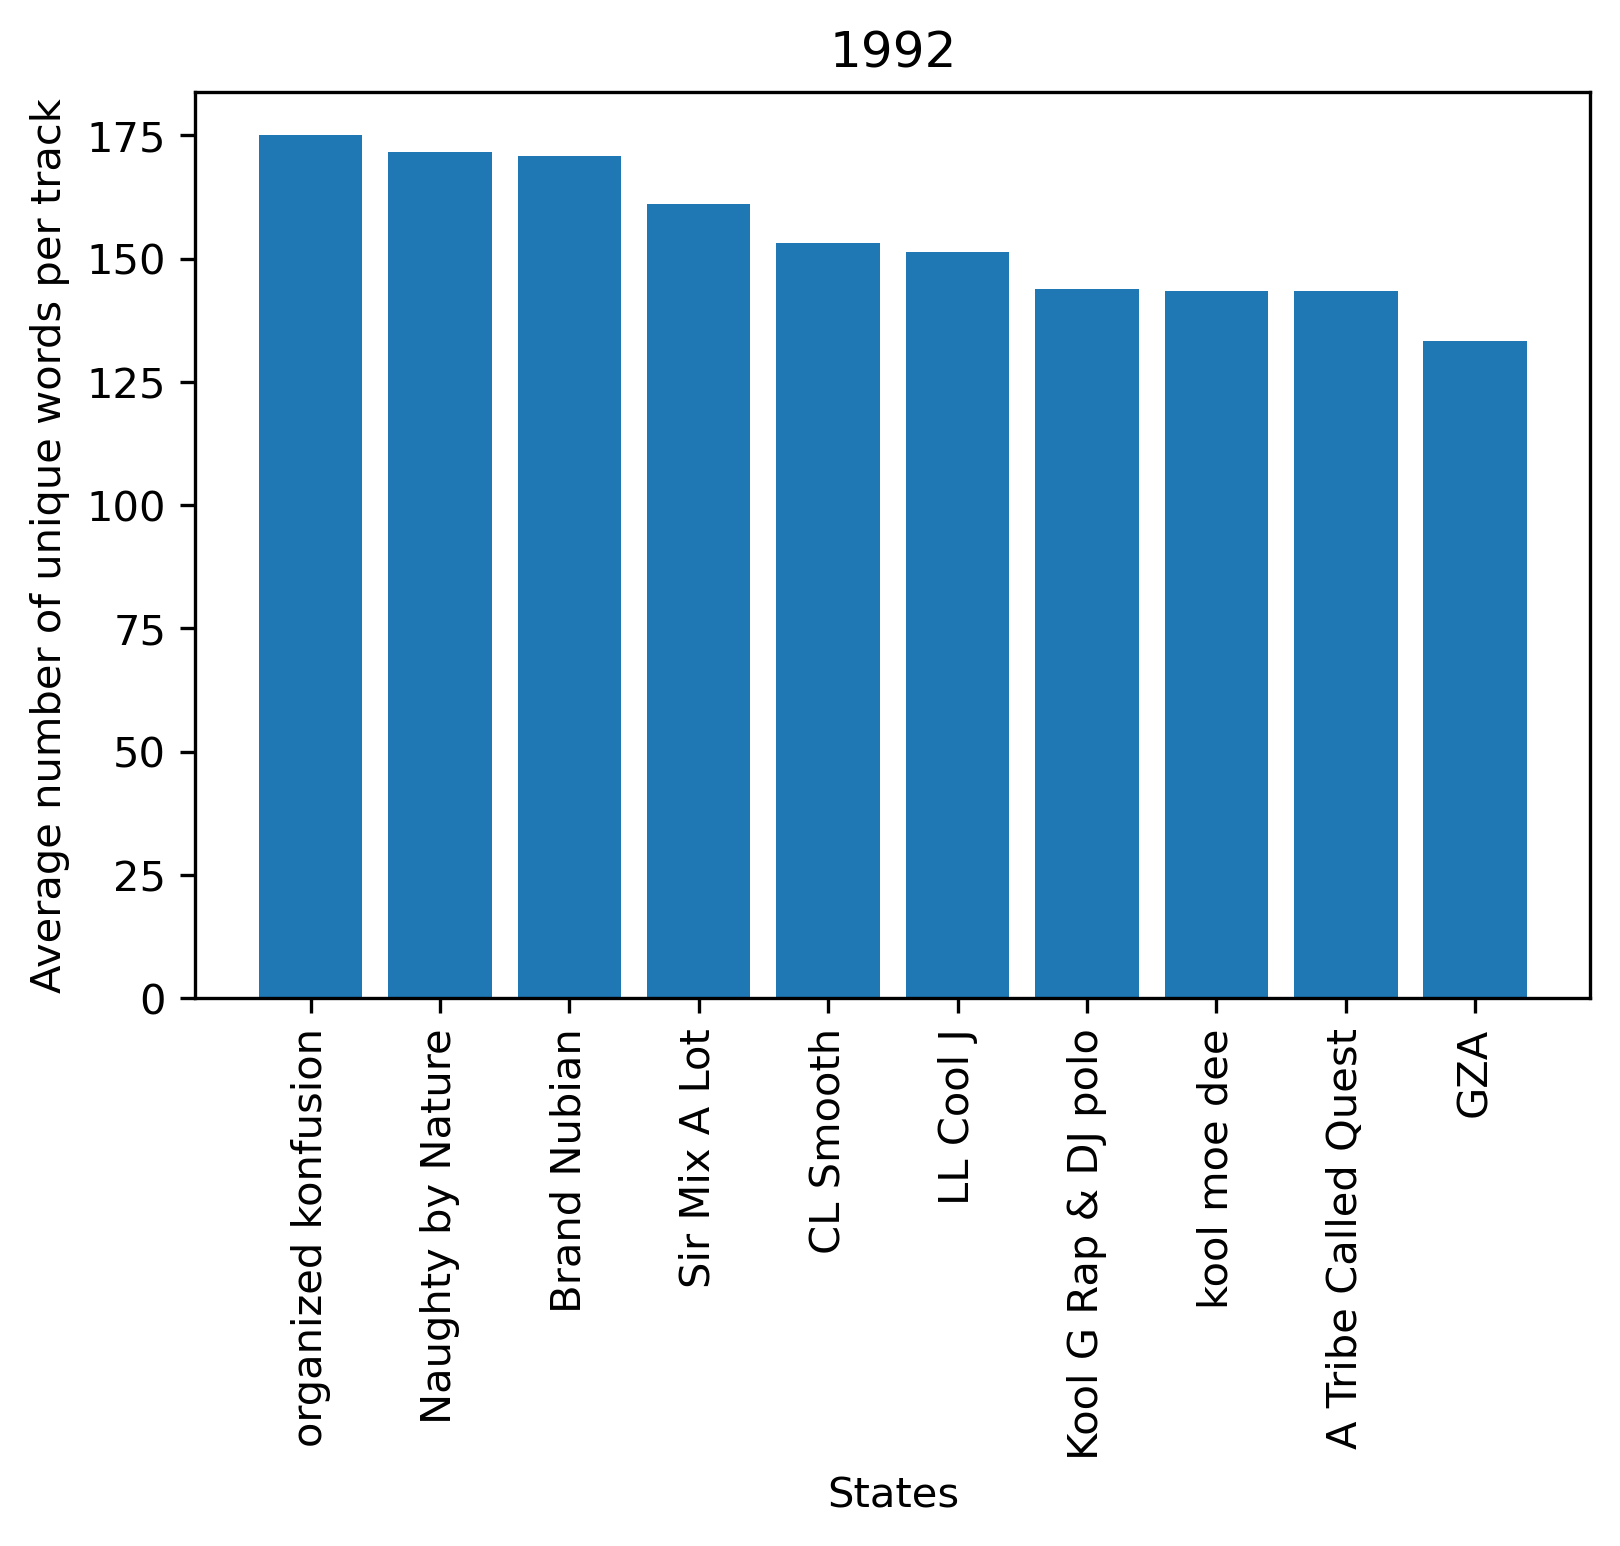 1992
Average number of unique words per track
175
150
125
100
75
50
25
0
organized konfusion
Naughty by Nature
Brand Nubian
Sir Mix A Lot
CL Smooth
LL Cool J
Kool G Rap & DJ polo
kool moe dee
A Tribe Called Quest
GZA
States